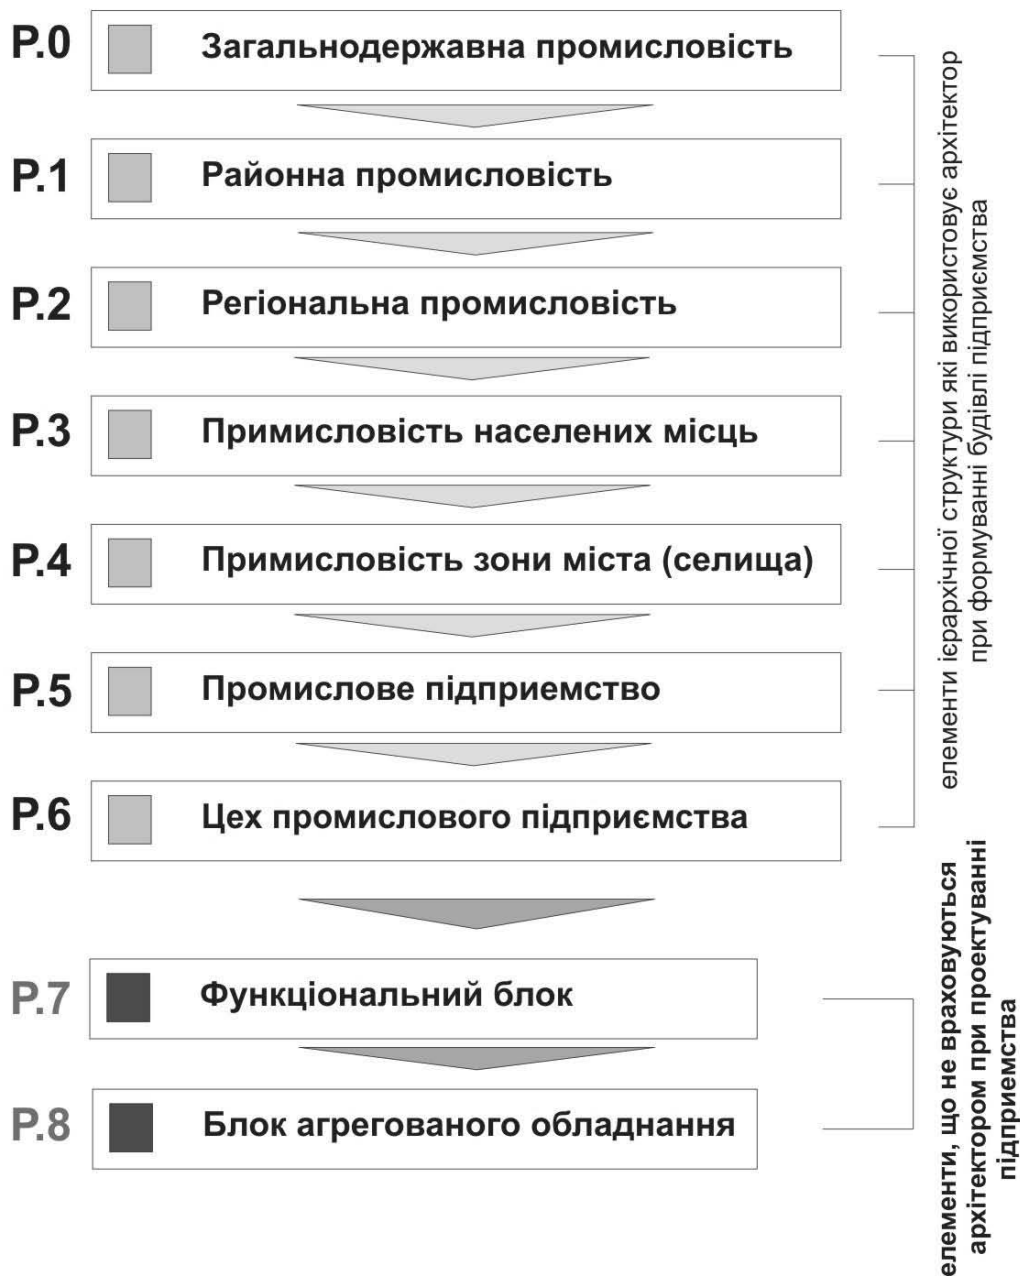 P.0 Загальнодержавна промисловість
P.1 Районна промисловість
P.2 Регіональна промисловість
P.3 Примисловість населених місць
P.4 Примисловість зони міста (селища)
P.5 Промислове підприемство
P.6 Цех промислового підприємства
P.7 Функціональний блок
P.8 Блок агрегованого обладнання
елементи ієрархічної структури які використовує архітектор
при формуванні будівлі підприемства
елементи, що не враховуються
архітектором при проектуванні
підприемства